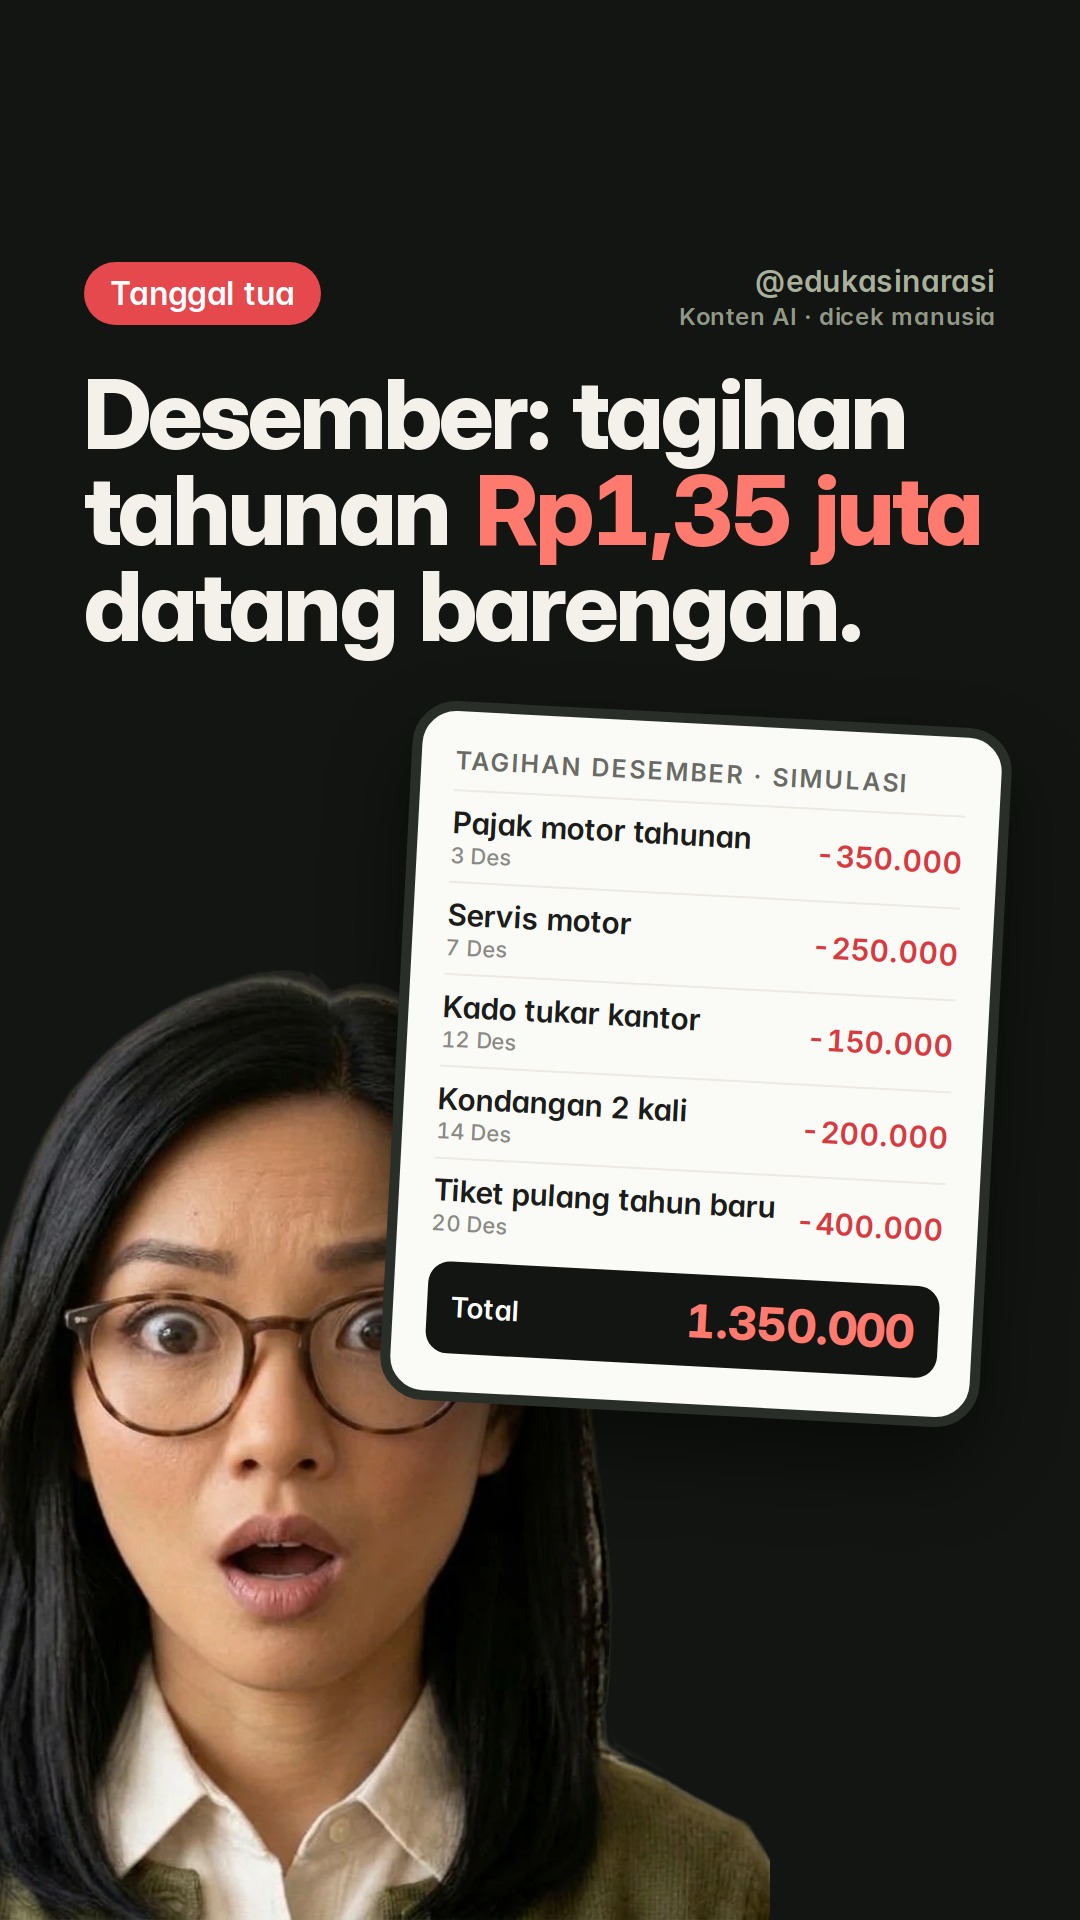 Tanggal tua
@edukasinarasi
Konten AI · dicek manusia
Desember: tagihan
tahunan Rp1,35 juta
datang barengan.
TAGIHAN DESEMBER · SIMULASI
Pajak motor tahunan -350.000
3 Des
Servis motor -250.000
7 Des
Kado tukar kantor -150.000
12 Des
Kondangan 2 kali -200.000
14 Des
Tiket pulang tahun baru -400.000
20 Des
Total 1.350.000